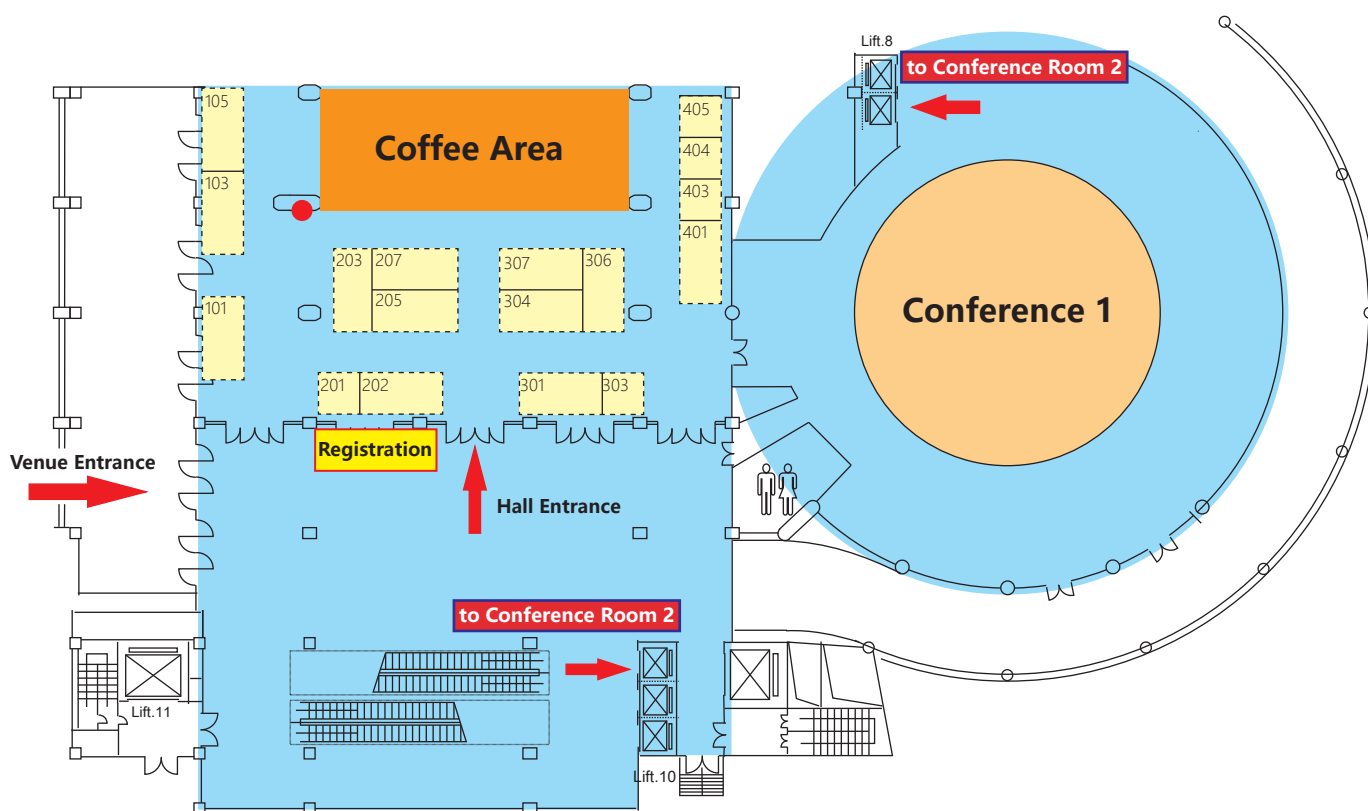 Lift.8
to Conference Room 2
105
405
Coffee Area
404
103
403
401
203
207
307
306
205
304
101
Conference 1
201
202
301
303
Registration
Venue Entrance
Hall Entrance
to Conference Room 2
Lift.11
Lift.10